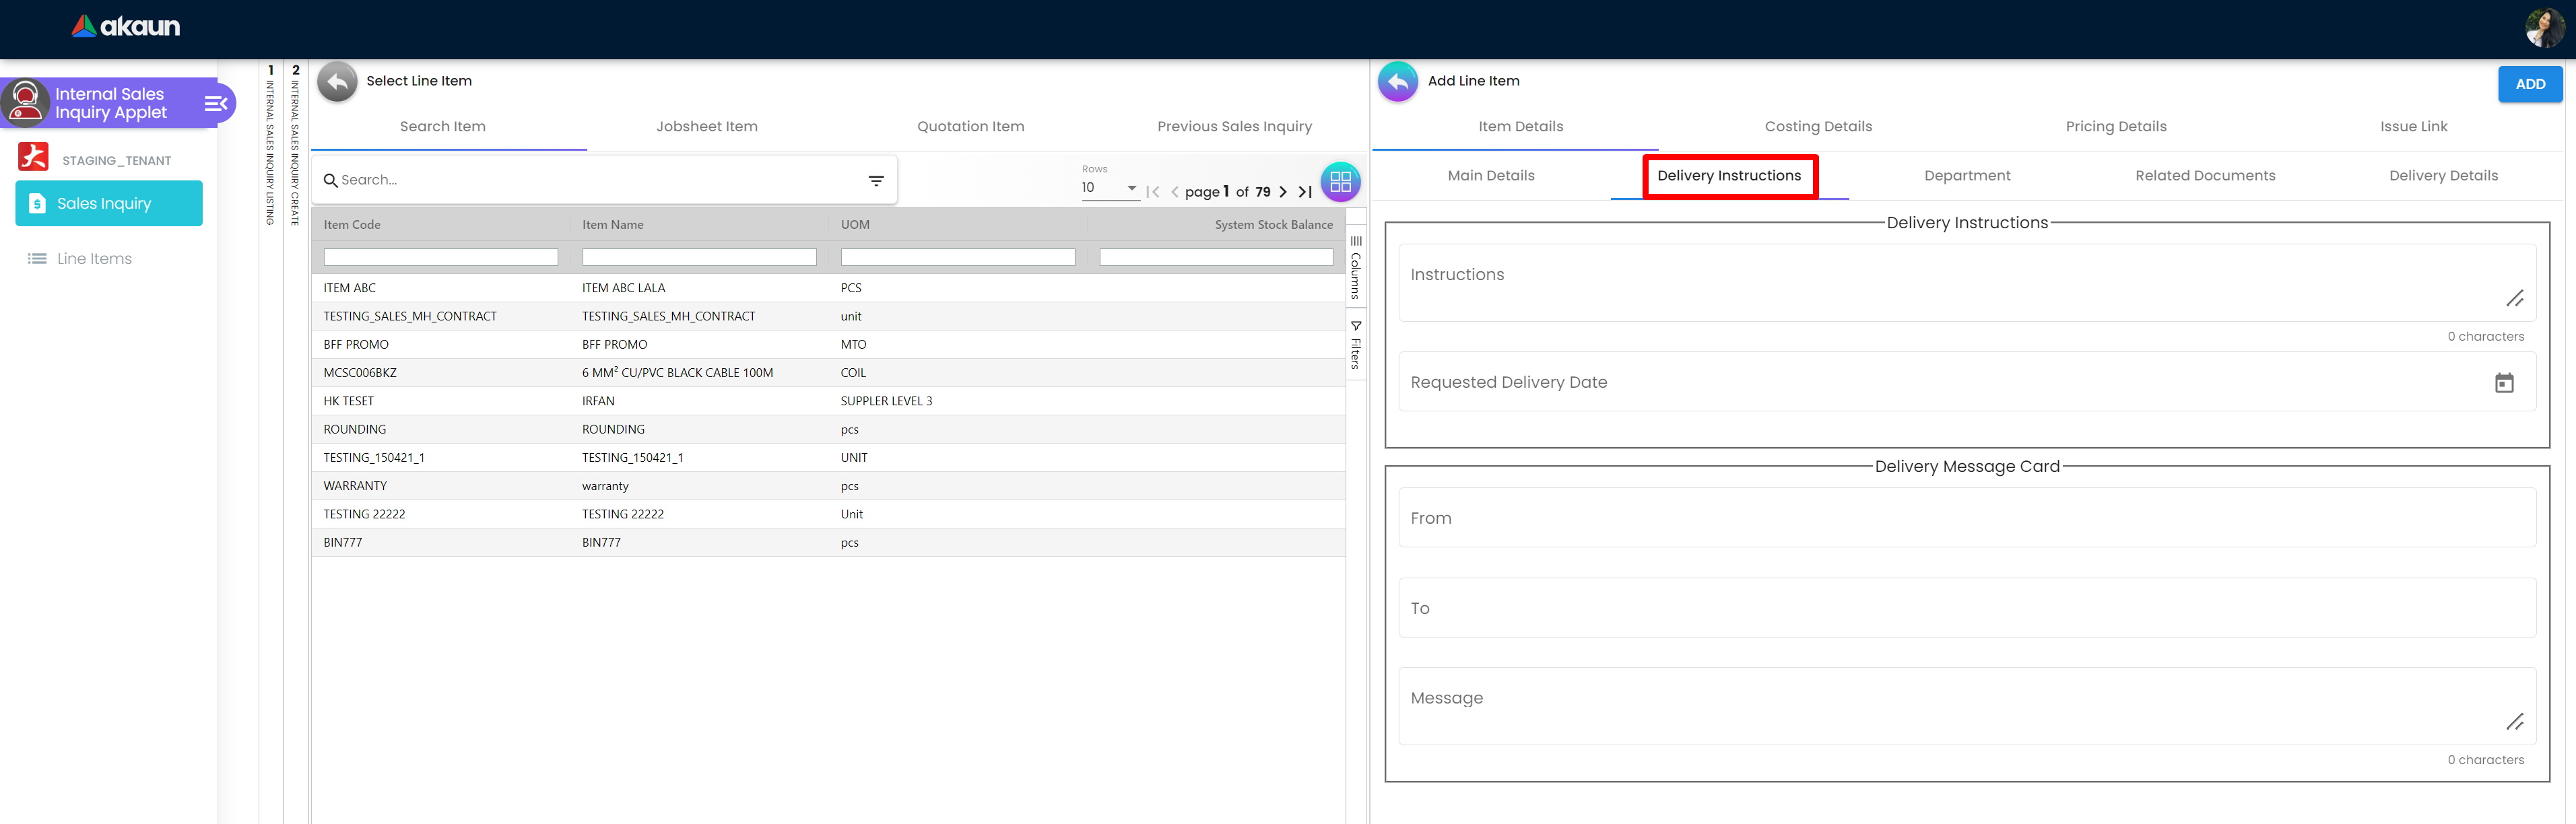 akaun
Internal Sales
Inquiry Applet
STAGING_TENANT
Sales Inquiry
Line Items
1 INTERNAL SALES INQUIRY LISTING
2 INTERNAL SALES INQUIRY CREATE
Select Line Item
Search Item Jobsheet Item Quotation Item Previous Sales Inquiry
Search...
Rows
10
page 1 of 79
Item Code Item Name UOM System Stock Balance
ITEM ABC ITEM ABC LALA PCS
TESTING_SALES_MH_CONTRACT TESTING_SALES_MH_CONTRACT unit
BFF PROMO BFF PROMO MTO
MCSC006BKZ 6 MM² CU/PVC BLACK CABLE 100M COIL
HK TESET IRFAN SUPPLER LEVEL 3
ROUNDING ROUNDING pcs
TESTING_150421_1 TESTING_150421_1 UNIT
WARRANTY warranty pcs
TESTING 22222 TESTING 22222 Unit
BIN777 BIN777 pcs
Columns
Filters
Add Line Item
ADD
Item Details Costing Details Pricing Details Issue Link
Main Details Delivery Instructions Department Related Documents Delivery Details
Delivery Instructions
Instructions
0 characters
Requested Delivery Date
Delivery Message Card
From
To
Message
0 characters